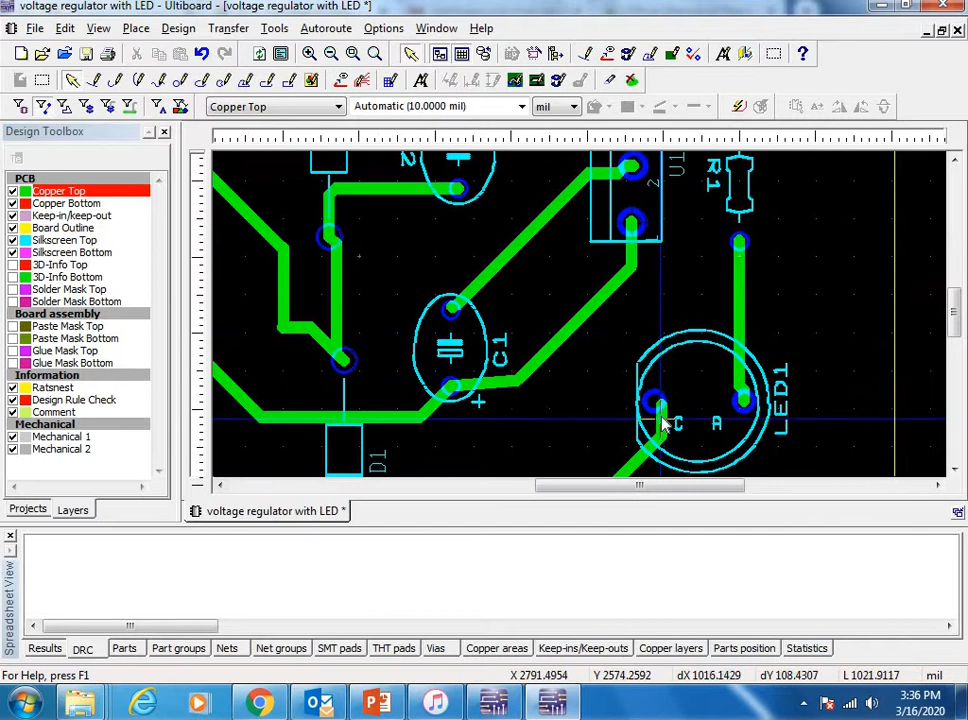 voltage regulator with LED * - Ultiboard - [voltage regulator with LED *]
File Edit View Place Design Transfer Tools Autoroute Options Window Help
Copper Top Automatic (10.0000 mil) mil
Design Toolbox
PCB
Copper Top
Copper Bottom
Keep-in/keep-out
Board Outline
Silkscreen Top
Silkscreen Bottom
3D-Info Top
3D-Info Bottom
Solder Mask Top
Solder Mask Bottom
Board assembly
Paste Mask Top
Paste Mask Bottom
Glue Mask Top
Glue Mask Bottom
Information
Ratsnest
Design Rule Check
Comment
Mechanical
Mechanical 1
Mechanical 2
Projects Layers
2
U1
2
R1
C1
+
LED1
C A
D1
voltage regulator with LED *
Spreadsheet View
Results DRC Parts Part groups Nets Net groups SMT pads THT pads Vias Copper areas Keep-ins/Keep-outs Copper layers Parts position Statistics
For Help, press F1 X 2791.4954 Y 2574.2592 dX 1016.1429 dY 108.4307 L 1021.9117 mil
3:36 PM
3/16/2020